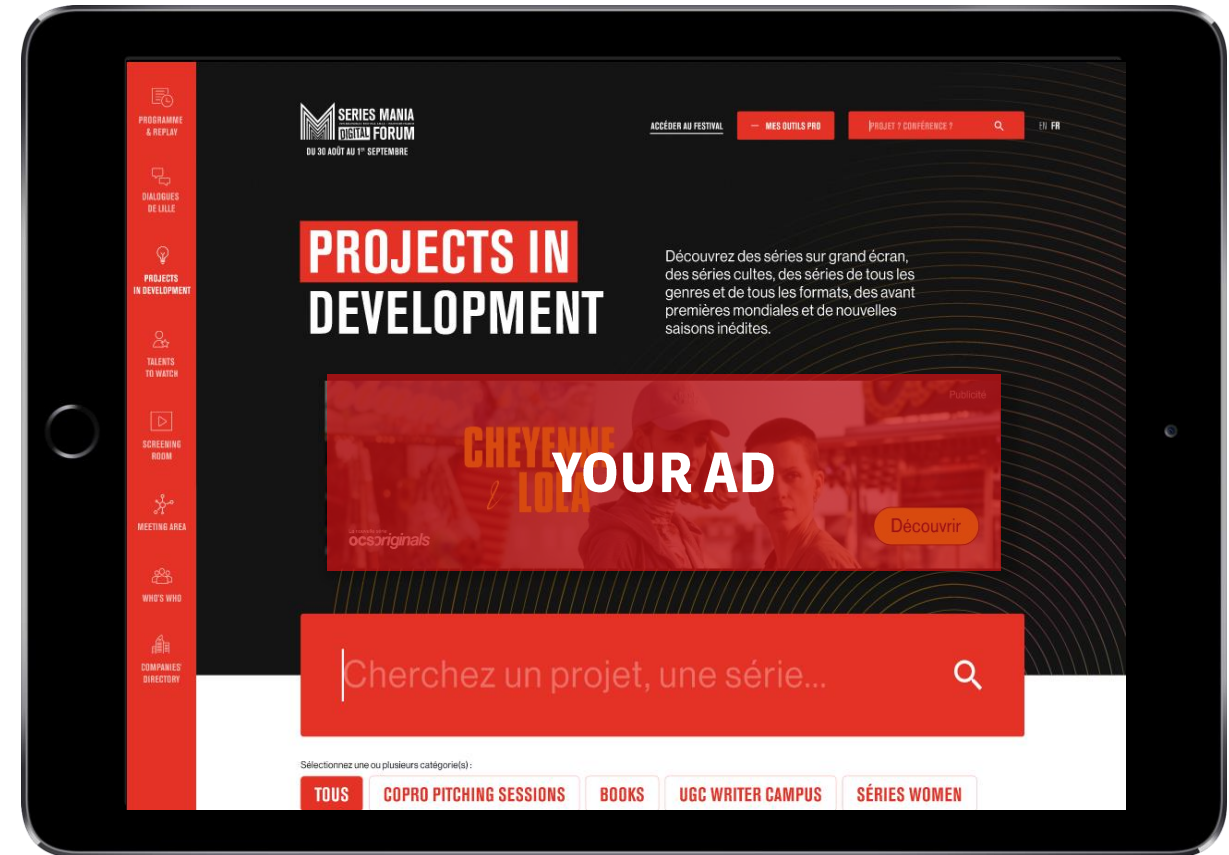 PROGRAMME
& REPLAY
DIALOGUES
DE LILLE
PROJECTS
IN DEVELOPMENT
TALENTS
TO WATCH
SCREENING
ROOM
MEETING AREA
WHO'S WHO
COMPANIES'
DIRECTORY
SERIES MANIA
DIGITAL FORUM
DU 30 AOÛT AU 1ER SEPTEMBRE
ACCÉDER AU FESTIVAL
— MES OUTILS PRO
PROJET ? CONFÉRENCE ?
EN FR
PROJECTS IN
DEVELOPMENT
Découvrez des séries sur grand écran,
des séries cultes, des séries de tous les
genres et de tous les formats, des avant
premières mondiales et de nouvelles
saisons inédites.
Publicité
CHEYENNE
& LOLA
YOUR AD
ocsoriginals
Découvrir
Cherchez un projet, une série...
Sélectionnez une ou plusieurs catégorie(s) :
TOUS
COPRO PITCHING SESSIONS
BOOKS
UGC WRITER CAMPUS
SÉRIES WOMEN